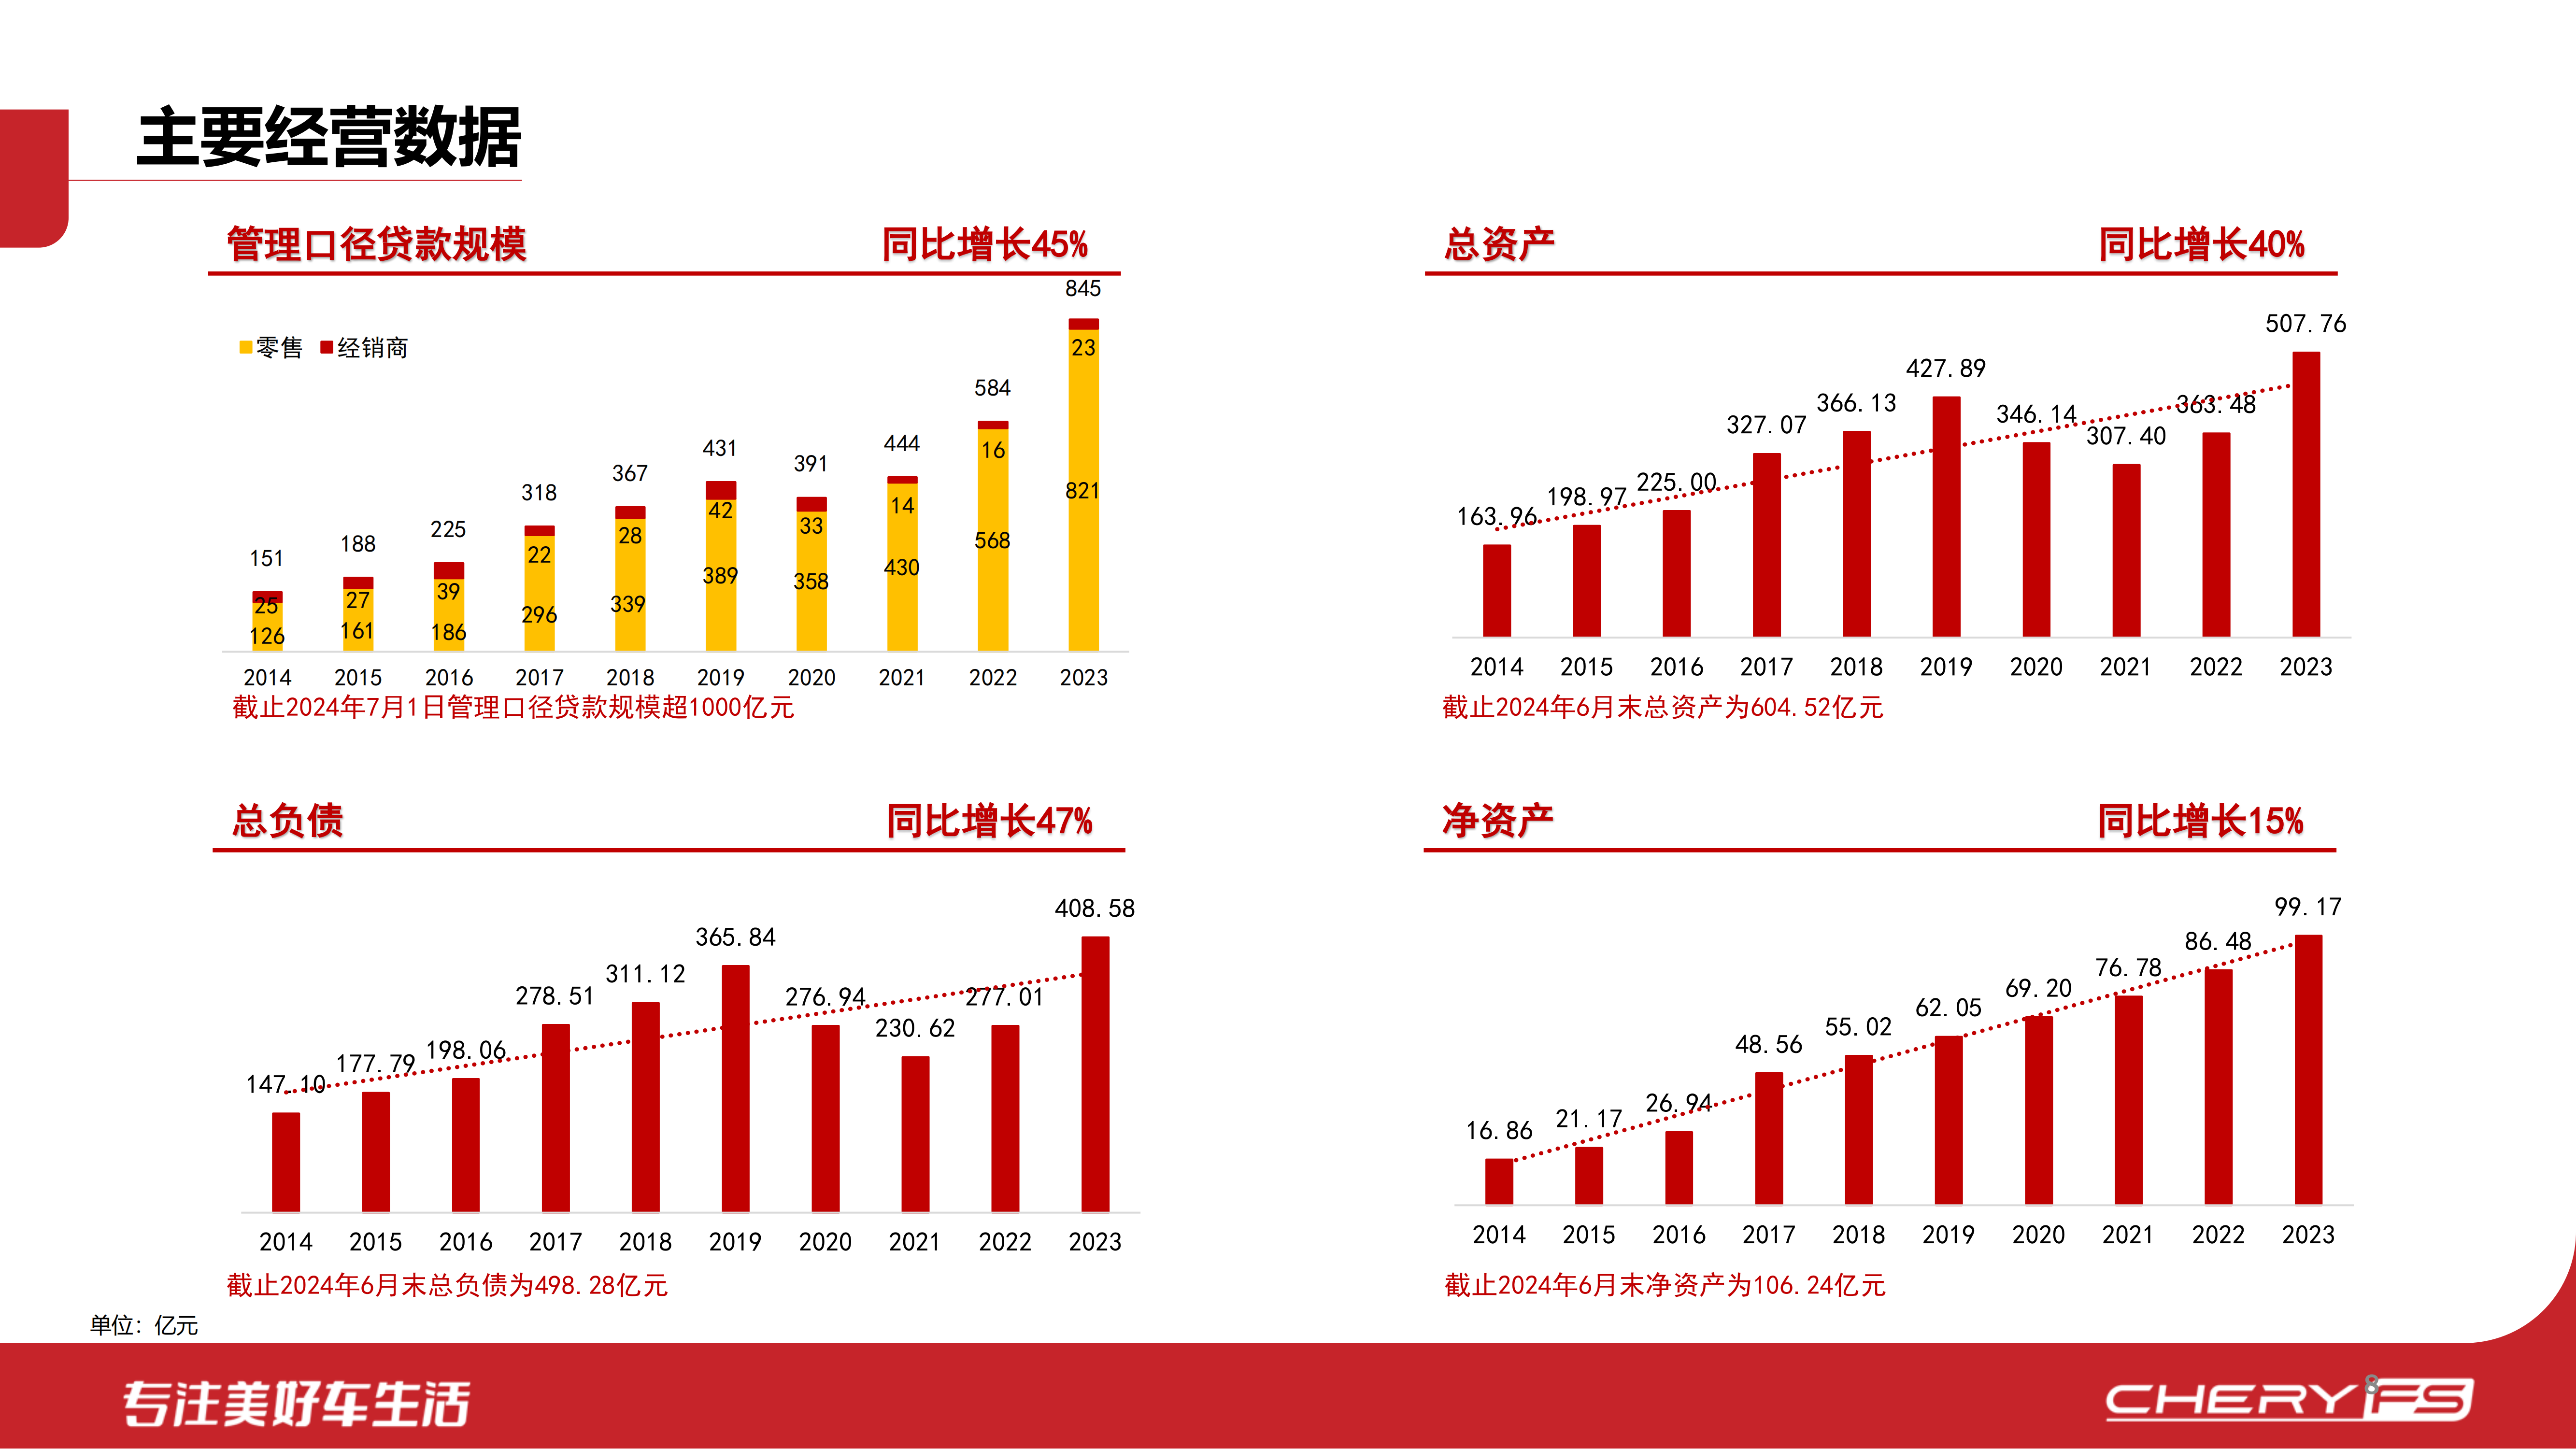 主要经营数据
管理口径贷款规模 同比增长45%
零售 经销商
151 188 225 318 367 431 391 444 584 845
25 27 39 22 28 42 33 14 16 23
126 161 186 296 339 389 358 430 568 821
2014 2015 2016 2017 2018 2019 2020 2021 2022 2023
截止2024年7月1日管理口径贷款规模超1000亿元
总资产 同比增长40%
163.96 198.97 225.00 327.07 366.13 427.89 346.14 307.40 363.48 507.76
2014 2015 2016 2017 2018 2019 2020 2021 2022 2023
截止2024年6月末总资产为604.52亿元
总负债 同比增长47%
147.10 177.79 198.06 278.51 311.12 365.84 276.94 230.62 277.01 408.58
2014 2015 2016 2017 2018 2019 2020 2021 2022 2023
截止2024年6月末总负债为498.28亿元
净资产 同比增长15%
16.86 21.17 26.94 48.56 55.02 62.05 69.20 76.78 86.48 99.17
2014 2015 2016 2017 2018 2019 2020 2021 2022 2023
截止2024年6月末净资产为106.24亿元
单位：亿元
专注美好车生活
CHERY FS
8